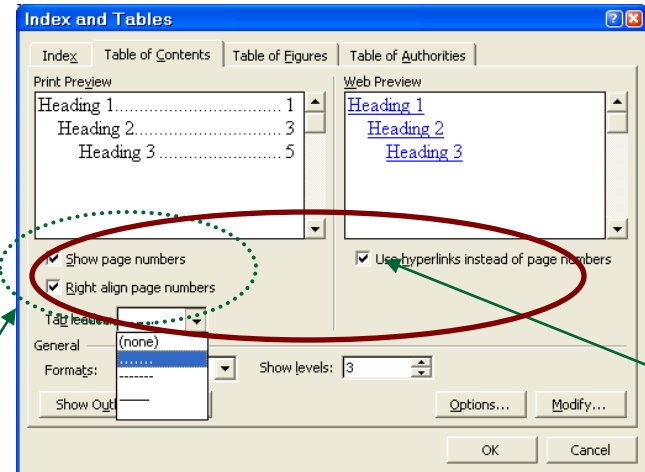 Index and Tables
Index Table of Contents Table of Figures Table of Authorities
Print Preview
Heading 1.................................. 1
Heading 2.............................. 3
Heading 3......................... 5
Web Preview
Heading 1
Heading 2
Heading 3
Show page numbers
Right align page numbers
Use hyperlinks instead of page numbers
Tab leader: .......
(none)
.......
-------
____
General
Formats:
Show levels: 3
Show Outl
Options... Modify...
OK Cancel